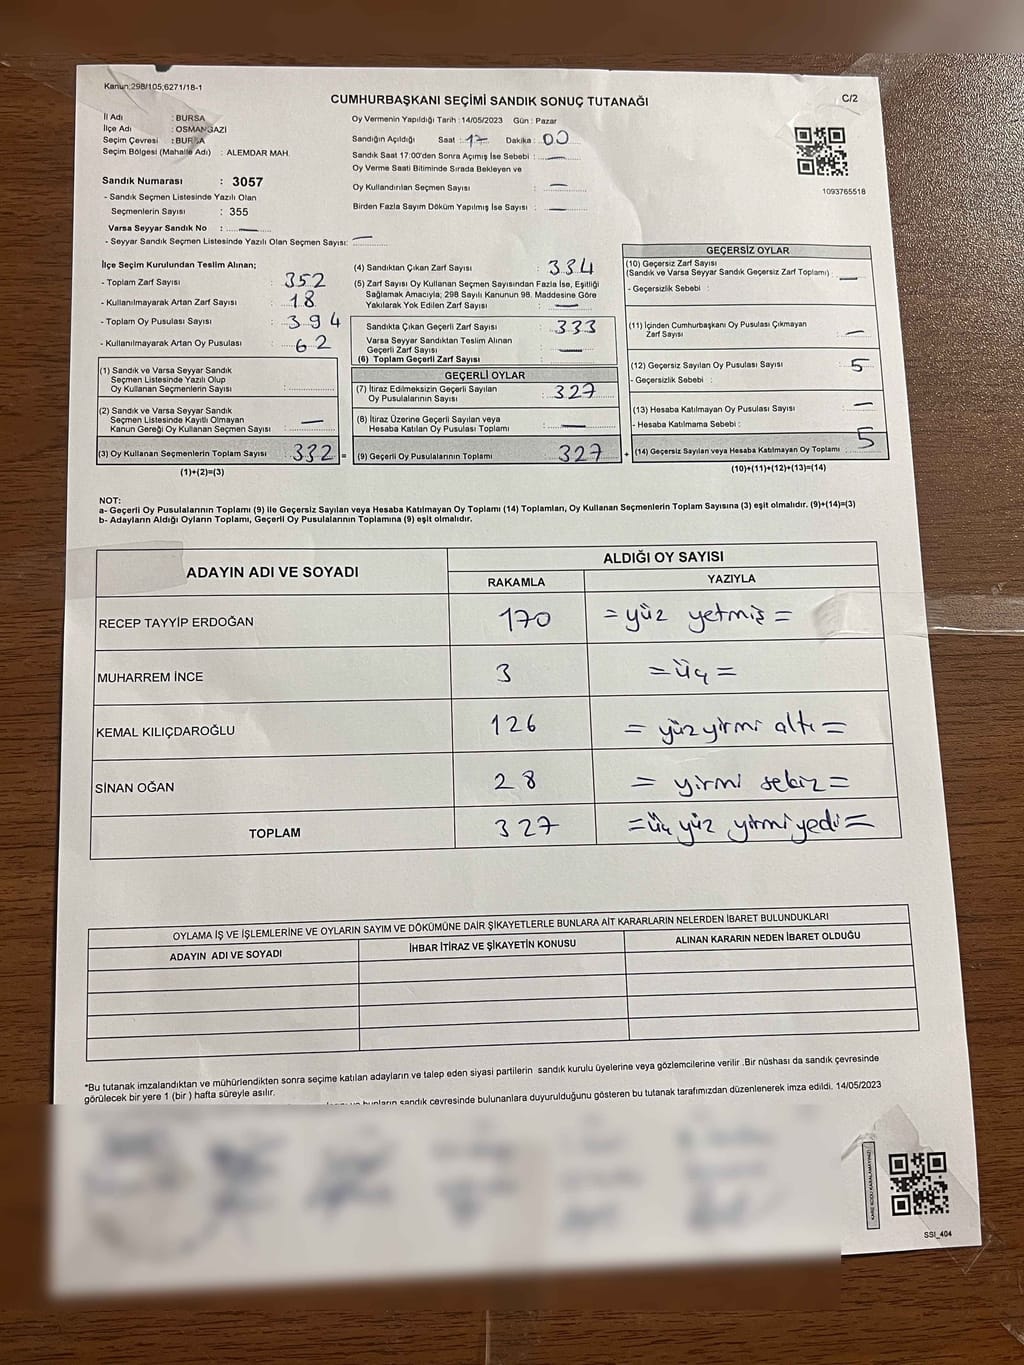 Kanun:298/105;6271/18-1
CUMHURBAŞKANI SEÇİMİ SANDIK SONUÇ TUTANAĞI
C/2
İl Adı : BURSA
İlçe Adı : OSMANGAZİ
Seçim Çevresi : BURSA
Seçim Bölgesi (Mahalle Adı) : ALEMDAR MAH.
Sandık Numarası : 3057
- Sandık Seçmen Listesinde Yazılı Olan
Seçmenlerin Sayısı : 355
Varsa Seyyar Sandık No :
- Seyyar Sandık Seçmen Listesinde Yazılı Olan Seçmen Sayısı:
Oy Vermenin Yapıldığı Tarih : 14/05/2023 Gün : Pazar
Sandığın Açıldığı Saat : 17 Dakika : 00
Sandık Saat 17:00'den Sonra Açımış İse Sebebi :
Oy Verme Saati Bitiminde Sırada Bekleyen ve
Oy Kullandırılan Seçmen Sayısı :
Birden Fazla Sayım Döküm Yapılmış İse Sayısı :
1093765518
İlçe Seçim Kurulundan Teslim Alınan;
- Toplam Zarf Sayısı : 352
- Kullanılmayarak Artan Zarf Sayısı : 18
- Toplam Oy Pusulası Sayısı : 394
- Kullanılmayarak Artan Oy Pusulası : 62
(1) Sandık ve Varsa Seyyar Sandık
Seçmen Listesinde Yazılı Olup
Oy Kullanan Seçmenlerin Sayısı :
(2) Sandık ve Varsa Seyyar Sandık
Seçmen Listesinde Kayıtlı Olmayan
Kanun Gereği Oy Kullanan Seçmen Sayısı : —
(3) Oy Kullanan Seçmenlerin Toplam Sayısı : 332 =
(1)+(2)=(3)
(4) Sandıktan Çıkan Zarf Sayısı : 334
(5) Zarf Sayısı Oy Kullanan Seçmen Sayısından Fazla İse, Eşitliği
Sağlamak Amacıyla; 298 Sayılı Kanunun 98. Maddesine Göre
Yakılarak Yok Edilen Zarf Sayısı : —
Sandıkta Çıkan Geçerli Zarf Sayısı : 333
Varsa Seyyar Sandıktan Teslim Alınan
Geçerli Zarf Sayısı : —
(6) Toplam Geçerli Zarf Sayısı :
GEÇERLİ OYLAR
(7) İtiraz Edilmeksizin Geçerli Sayılan
Oy Pusulalarının Sayısı : 327
(8) İtiraz Üzerine Geçerli Sayılan veya
Hesaba Katılan Oy Pusulası Toplamı : —
(9) Geçerli Oy Pusulalarının Toplamı : 327 +
GEÇERSİZ OYLAR
(10) Geçersiz Zarf Sayısı
(Sandık ve Varsa Seyyar Sandık Geçersiz Zarf Toplamı) : —
- Geçersizlik Sebebi :
(11) İçinden Cumhurbaşkanı Oy Pusulası Çıkmayan
Zarf Sayısı : —
(12) Geçersiz Sayılan Oy Pusulası Sayısı : 5
- Geçersizlik Sebebi :
(13) Hesaba Katılmayan Oy Pusulası Sayısı : —
- Hesaba Katılmama Sebebi :
(14) Geçersiz Sayılan veya Hesaba Katılmayan Oy Toplamı : 5
(10)+(11)+(12)+(13)=(14)
NOT:
a- Geçerli Oy Pusulalarının Toplamı (9) ile Geçersiz Sayılan veya Hesaba Katılmayan Oy Toplamı (14) Toplamları, Oy Kullanan Seçmenlerin Toplam Sayısına (3) eşit olmalıdır. (9)+(14)=(3)
b- Adayların Aldığı Oyların Toplamı, Geçerli Oy Pusulalarının Toplamına (9) eşit olmalıdır.
ADAYIN ADI VE SOYADI
ALDIĞI OY SAYISI
RAKAMLA YAZIYLA
RECEP TAYYİP ERDOĞAN 170 =yüz yetmiş=
MUHARREM İNCE 3 =üç=
KEMAL KILIÇDAROĞLU 126 = yüzyirmi altı =
SİNAN OĞAN 28 = yirmi sekiz =
TOPLAM 327 =üç yüz yirmiyedi=
OYLAMA İŞ VE İŞLEMLERİNE VE OYLARIN SAYIM VE DÖKÜMÜNE DAİR ŞİKAYETLERLE BUNLARA AİT KARARLARIN NELERDEN İBARET BULUNDUKLARI
ADAYIN ADI VE SOYADI İHBAR İTİRAZ VE ŞİKAYETİN KONUSU ALINAN KARARIN NEDEN İBARET OLDUĞU
*Bu tutanak imzalandıktan ve mühürlendikten sonra seçime katılan adayların ve talep eden siyasi partilerin sandık kurulu üyelerine veya gözlemcilerine verilir .Bir nüshası da sandık çevresinde
görülecek bir yere 1 (bir ) hafta süreyle asılır.
bunların sandık çevresinde bulunanlara duyurulduğunu gösteren bu tutanak tarafımızdan düzenlenerek imza edildi. 14/05/2023
KARE KODU KARALAMAYINIZ!
SSI_404